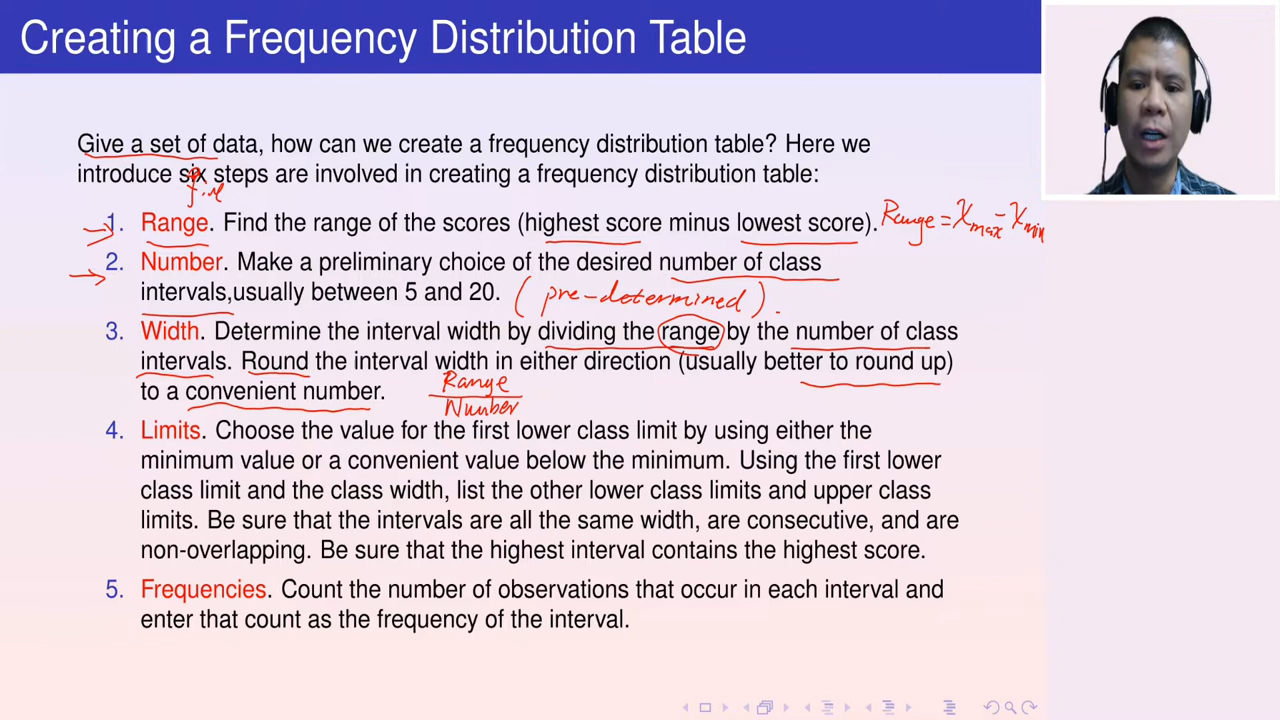 Creating a Frequency Distribution Table
Give a set of data, how can we create a frequency distribution table? Here we
introduce six steps are involved in creating a frequency distribution table:
five
1. Range. Find the range of the scores (highest score minus lowest score). Range = Xmax - Xmin
2. Number. Make a preliminary choice of the desired number of class
intervals,usually between 5 and 20. (pre-determined).
3. Width. Determine the interval width by dividing the range by the number of class
intervals. Round the interval width in either direction (usually better to round up)
to a convenient number.
Range
Number
4. Limits. Choose the value for the first lower class limit by using either the
minimum value or a convenient value below the minimum. Using the first lower
class limit and the class width, list the other lower class limits and upper class
limits. Be sure that the intervals are all the same width, are consecutive, and are
non-overlapping. Be sure that the highest interval contains the highest score.
5. Frequencies. Count the number of observations that occur in each interval and
enter that count as the frequency of the interval.